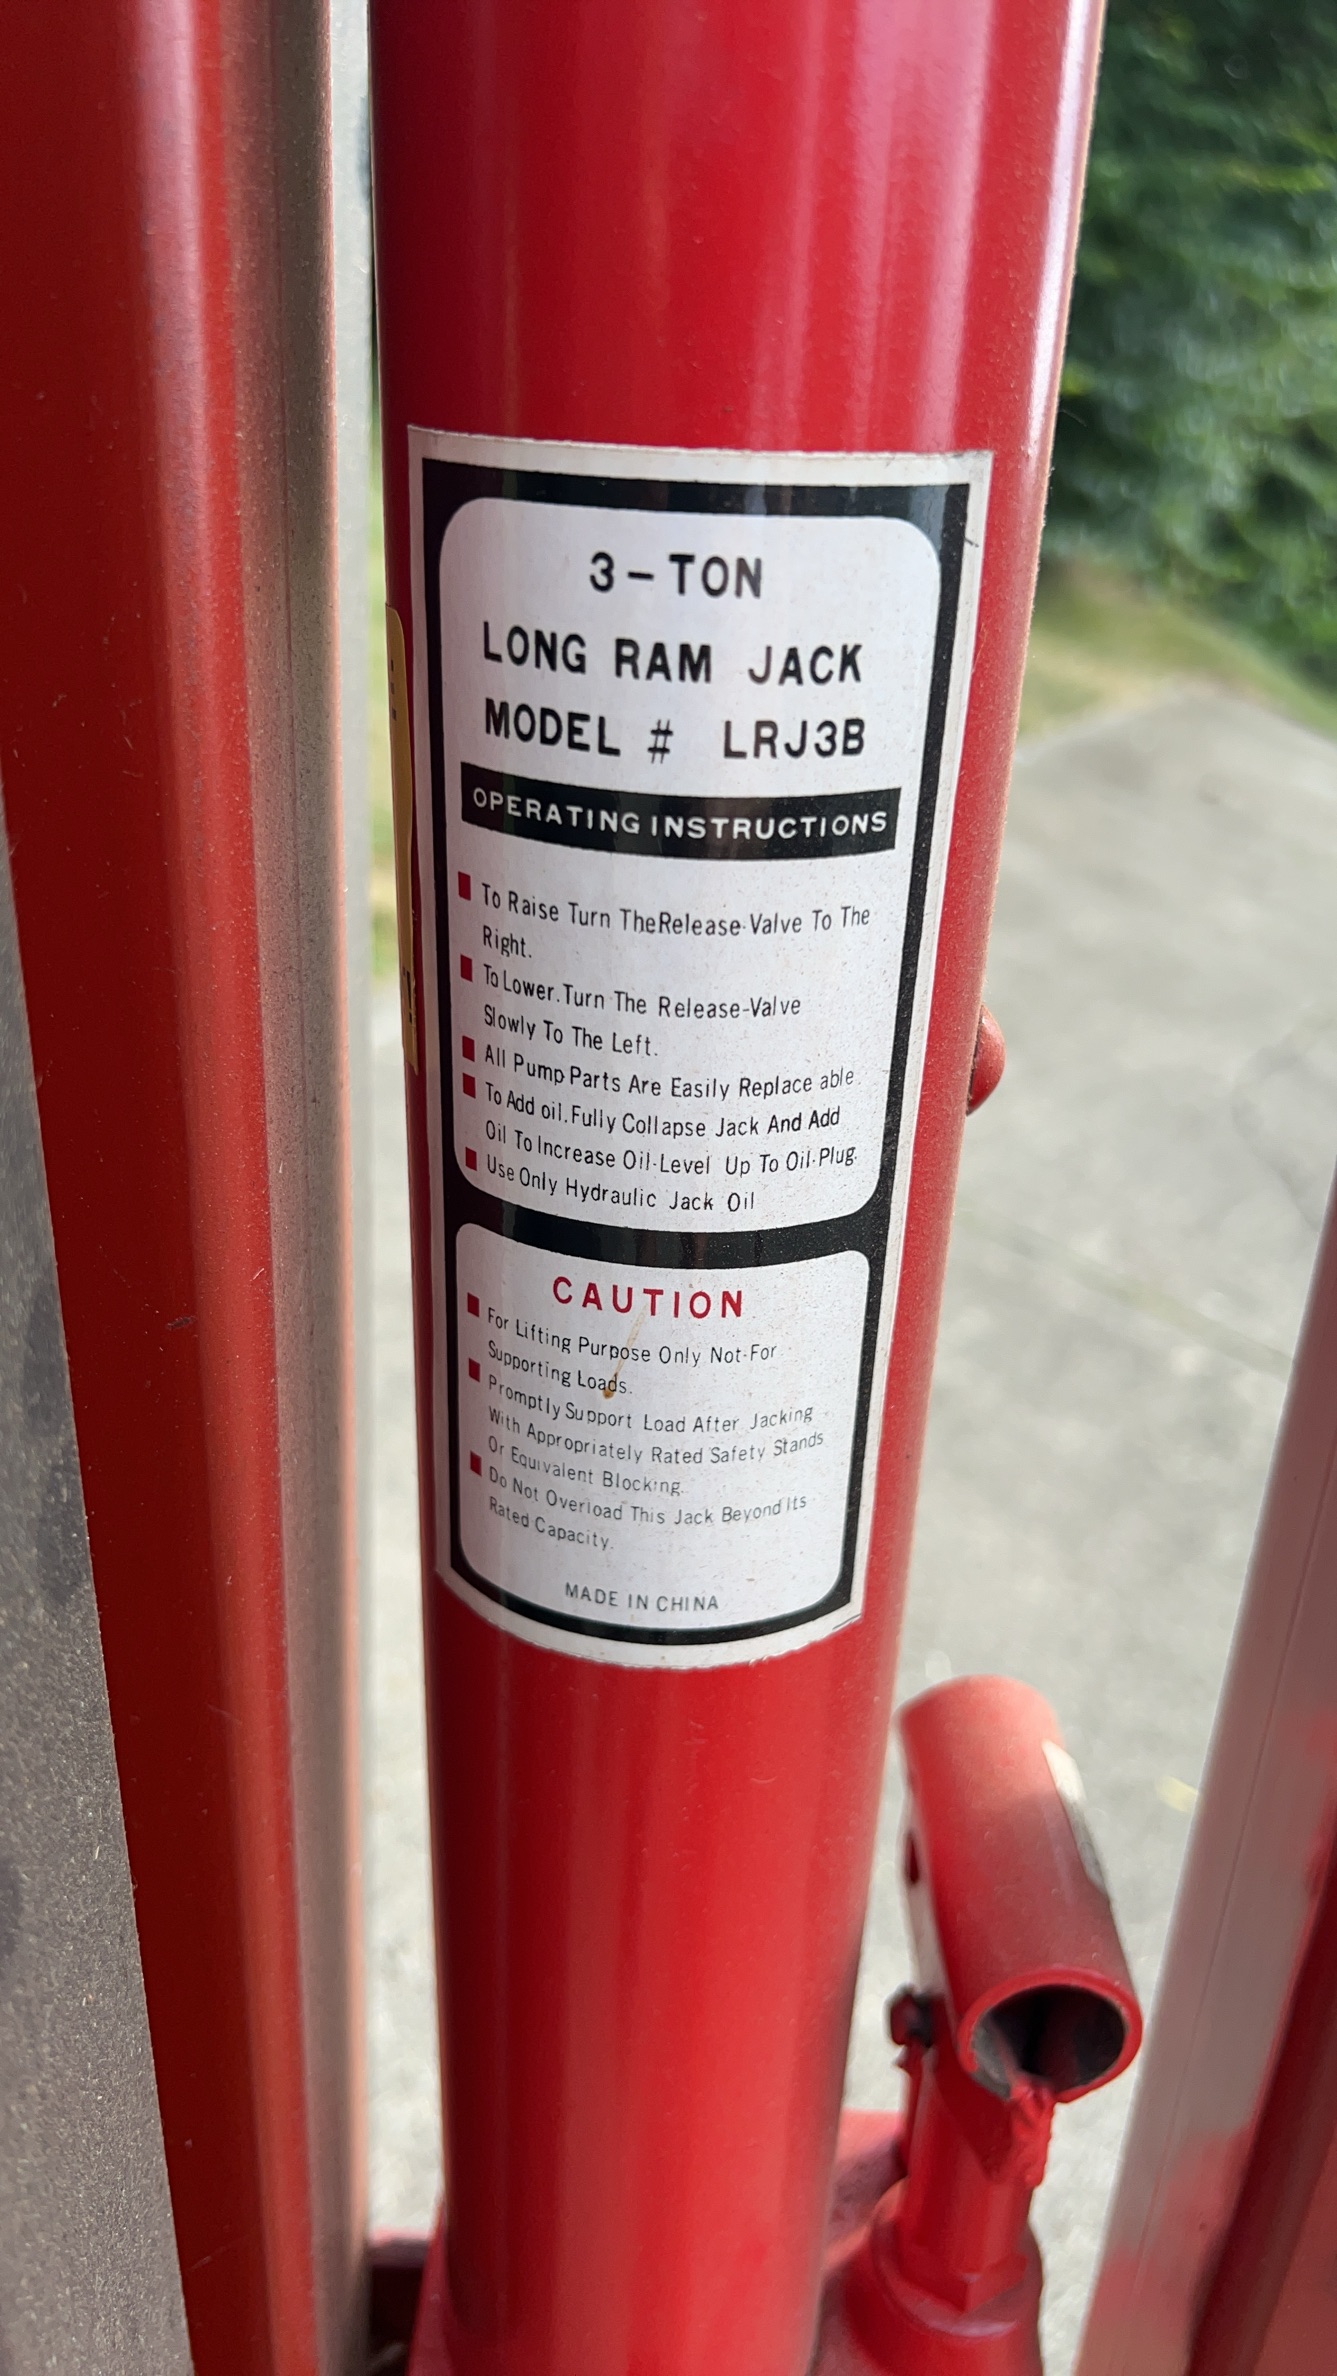 3-TON
LONG RAM JACK
MODEL # LRJ3B
OPERATING INSTRUCTIONS
To Raise Turn TheRelease-Valve To The
Right.
To Lower.Turn The Release-Valve
Slowly To The Left.
All Pump Parts Are Easily Replace able.
To Add oil.Fully Collapse Jack And Add
Oil To Increase Oil-Level Up To Oil-Plug.
Use Only Hydraulic Jack Oil
CAUTION
For Lifting Purpose Only Not-For
Supporting Loads.
Promptly Support Load After Jacking
With Appropriately Rated Safety Stands
Or Equivalent Blocking.
Do Not Overload This Jack Beyond Its
Rated Capacity.
MADE IN CHINA